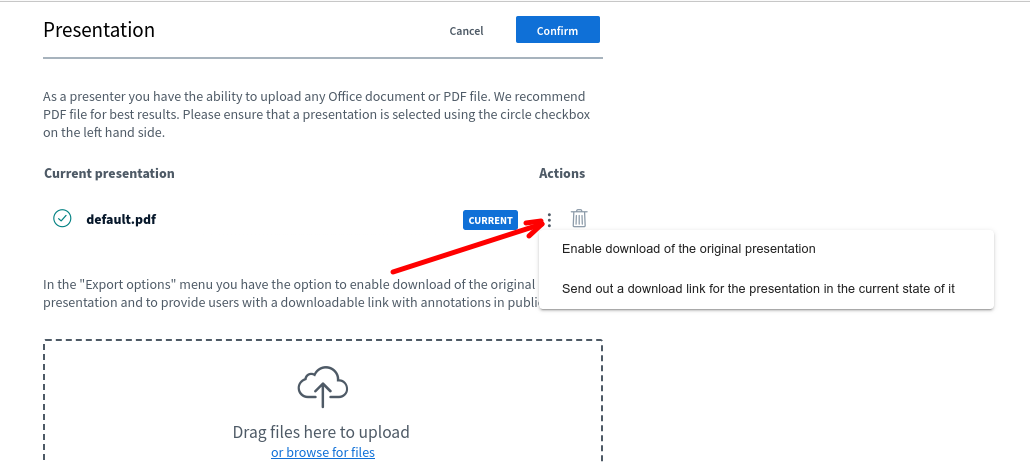 Presentation
Cancel
Confirm
As a presenter you have the ability to upload any Office document or PDF file. We recommend
PDF file for best results. Please ensure that a presentation is selected using the circle checkbox
on the left hand side.
Current presentation
Actions
default.pdf
CURRENT
Enable download of the original presentation
Send out a download link for the presentation in the current state of it
In the "Export options" menu you have the option to enable download of the original
presentation and to provide users with a downloadable link with annotations in
Drag files here to upload
or browse for files